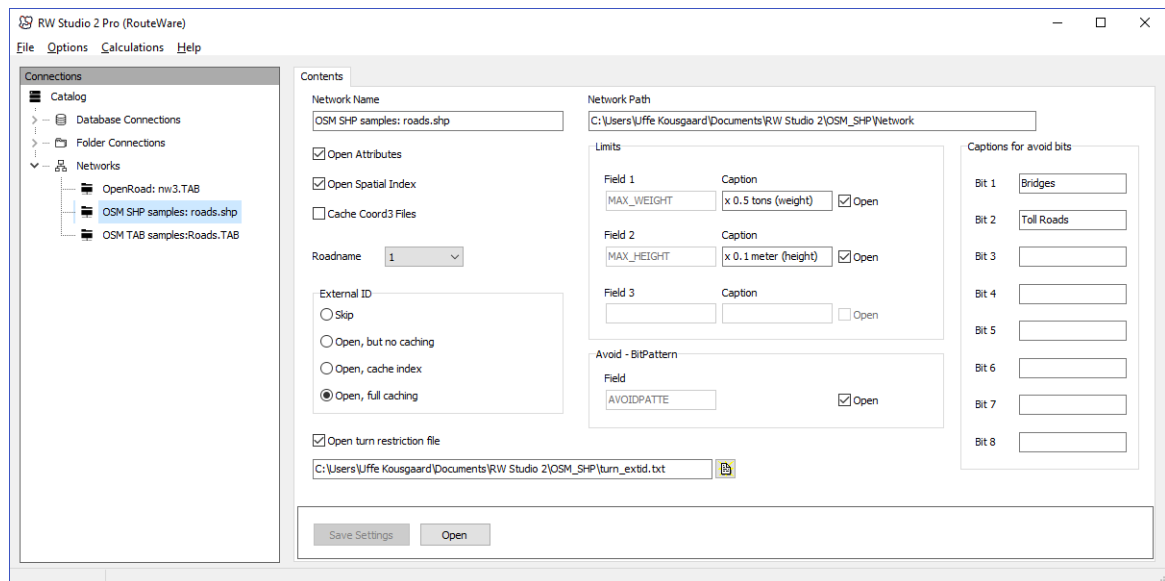 RW Studio 2 Pro (RouteWare)
File Options Calculations Help
Connections
Catalog
Database Connections
Folder Connections
Networks
OpenRoad: nw3.TAB
OSM SHP samples: roads.shp
OSM TAB samples:Roads.TAB
Contents
Network Name
OSM SHP samples: roads.shp
Network Path
C:\Users\Uffe Kousgaard\Documents\RW Studio 2\OSM_SHP\Network
Open Attributes
Open Spatial Index
Cache Coord3 Files
Roadname 1
External ID
Skip
Open, but no caching
Open, cache index
Open, full caching
Open turn restriction file
C:\Users\Uffe Kousgaard\Documents\RW Studio 2\OSM_SHP\turn_extid.txt
Limits
Field 1 Caption
MAX_WEIGHT x 0.5 tons (weight) Open
Field 2 Caption
MAX_HEIGHT x 0.1 meter (height) Open
Field 3 Caption
Open
Avoid - BitPattern
Field
AVOIDPATTE Open
Captions for avoid bits
Bit 1 Bridges
Bit 2 Toll Roads
Bit 3
Bit 4
Bit 5
Bit 6
Bit 7
Bit 8
Save Settings Open